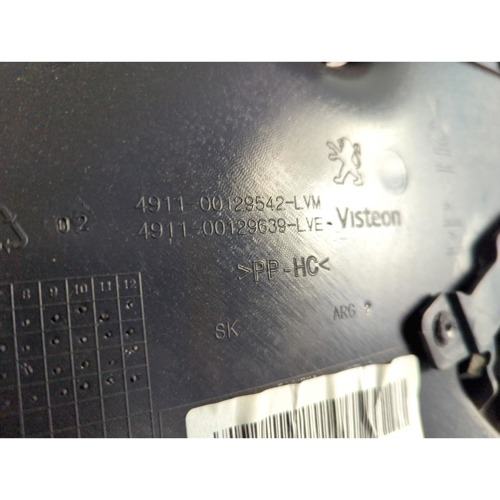 4911-00129542-LVM
02 4911-00129639-LVE- Visteon
>PP-HC<
8 9 10 11 12
SK
ARG ?